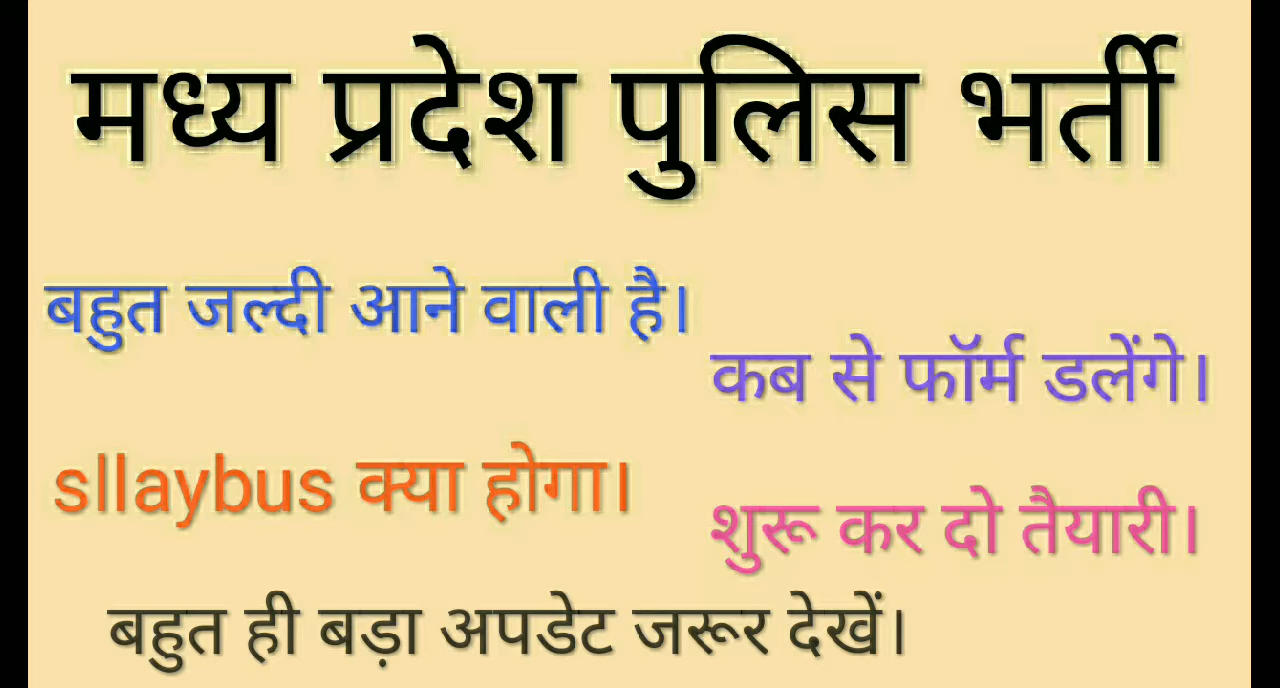 मध्य प्रदेश पुलिस भर्ती
बहुत जल्दी आने वाली है।
कब से फॉर्म डलेंगे।
sllaybus क्या होगा।
शुरू कर दो तैयारी।
बहुत ही बड़ा अपडेट जरूर देखें।